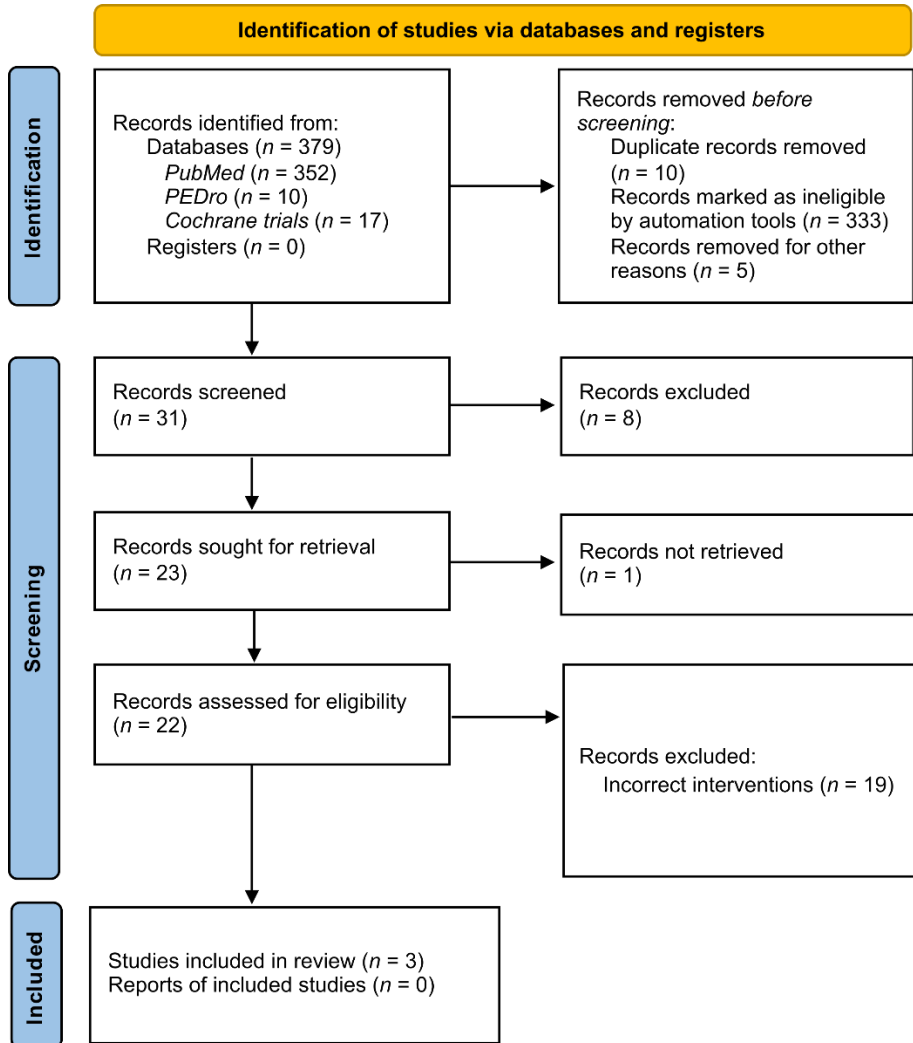 Identification of studies via databases and registers
Identification
Records identified from:
Databases (n = 379)
PubMed (n = 352)
PEDro (n = 10)
Cochrane trials (n = 17)
Registers (n = 0)
Records removed before
screening:
Duplicate records removed
(n = 10)
Records marked as ineligible
by automation tools (n = 333)
Records removed for other
reasons (n = 5)
Screening
Records screened
(n = 31)
Records excluded
(n = 8)
Records sought for retrieval
(n = 23)
Records not retrieved
(n = 1)
Records assessed for eligibility
(n = 22)
Records excluded:
Incorrect interventions (n = 19)
Included
Studies included in review (n = 3)
Reports of included studies (n = 0)